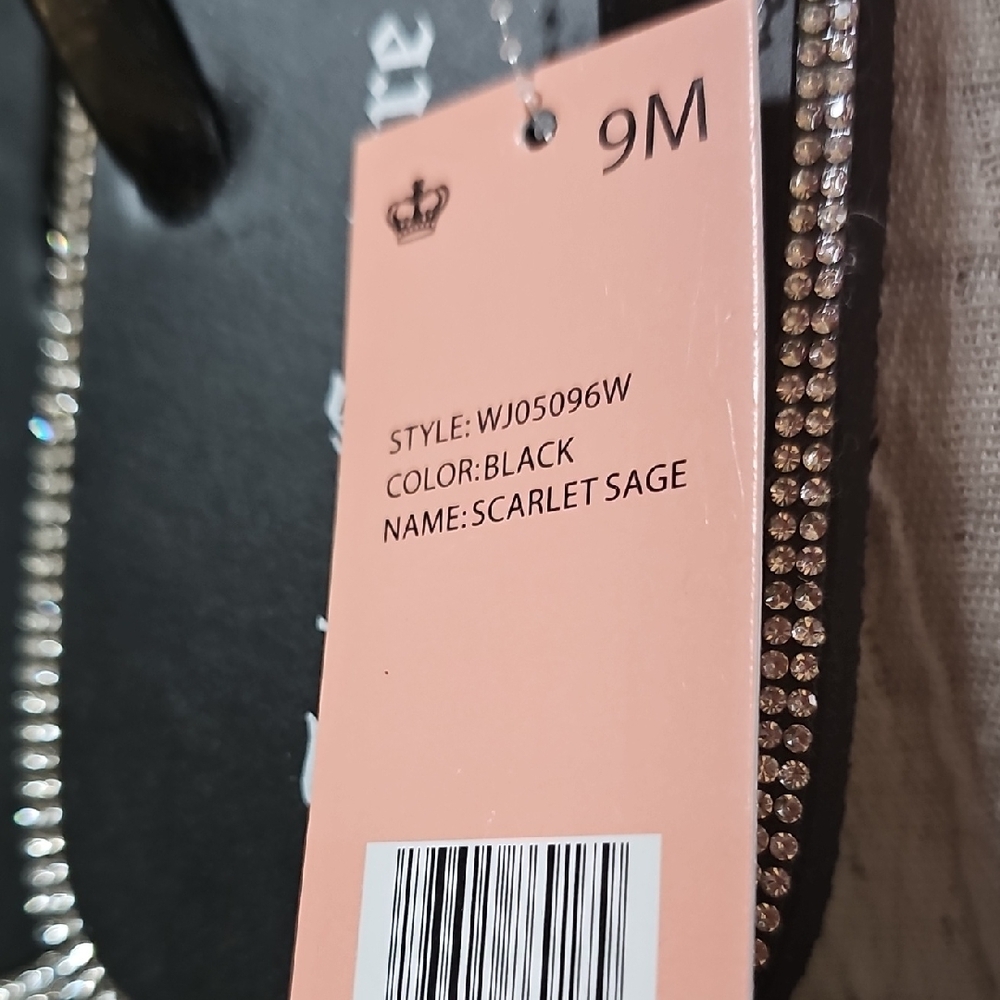 9M
STYLE: WJ05096W
COLOR:BLACK
NAME:SCARLET SAGE